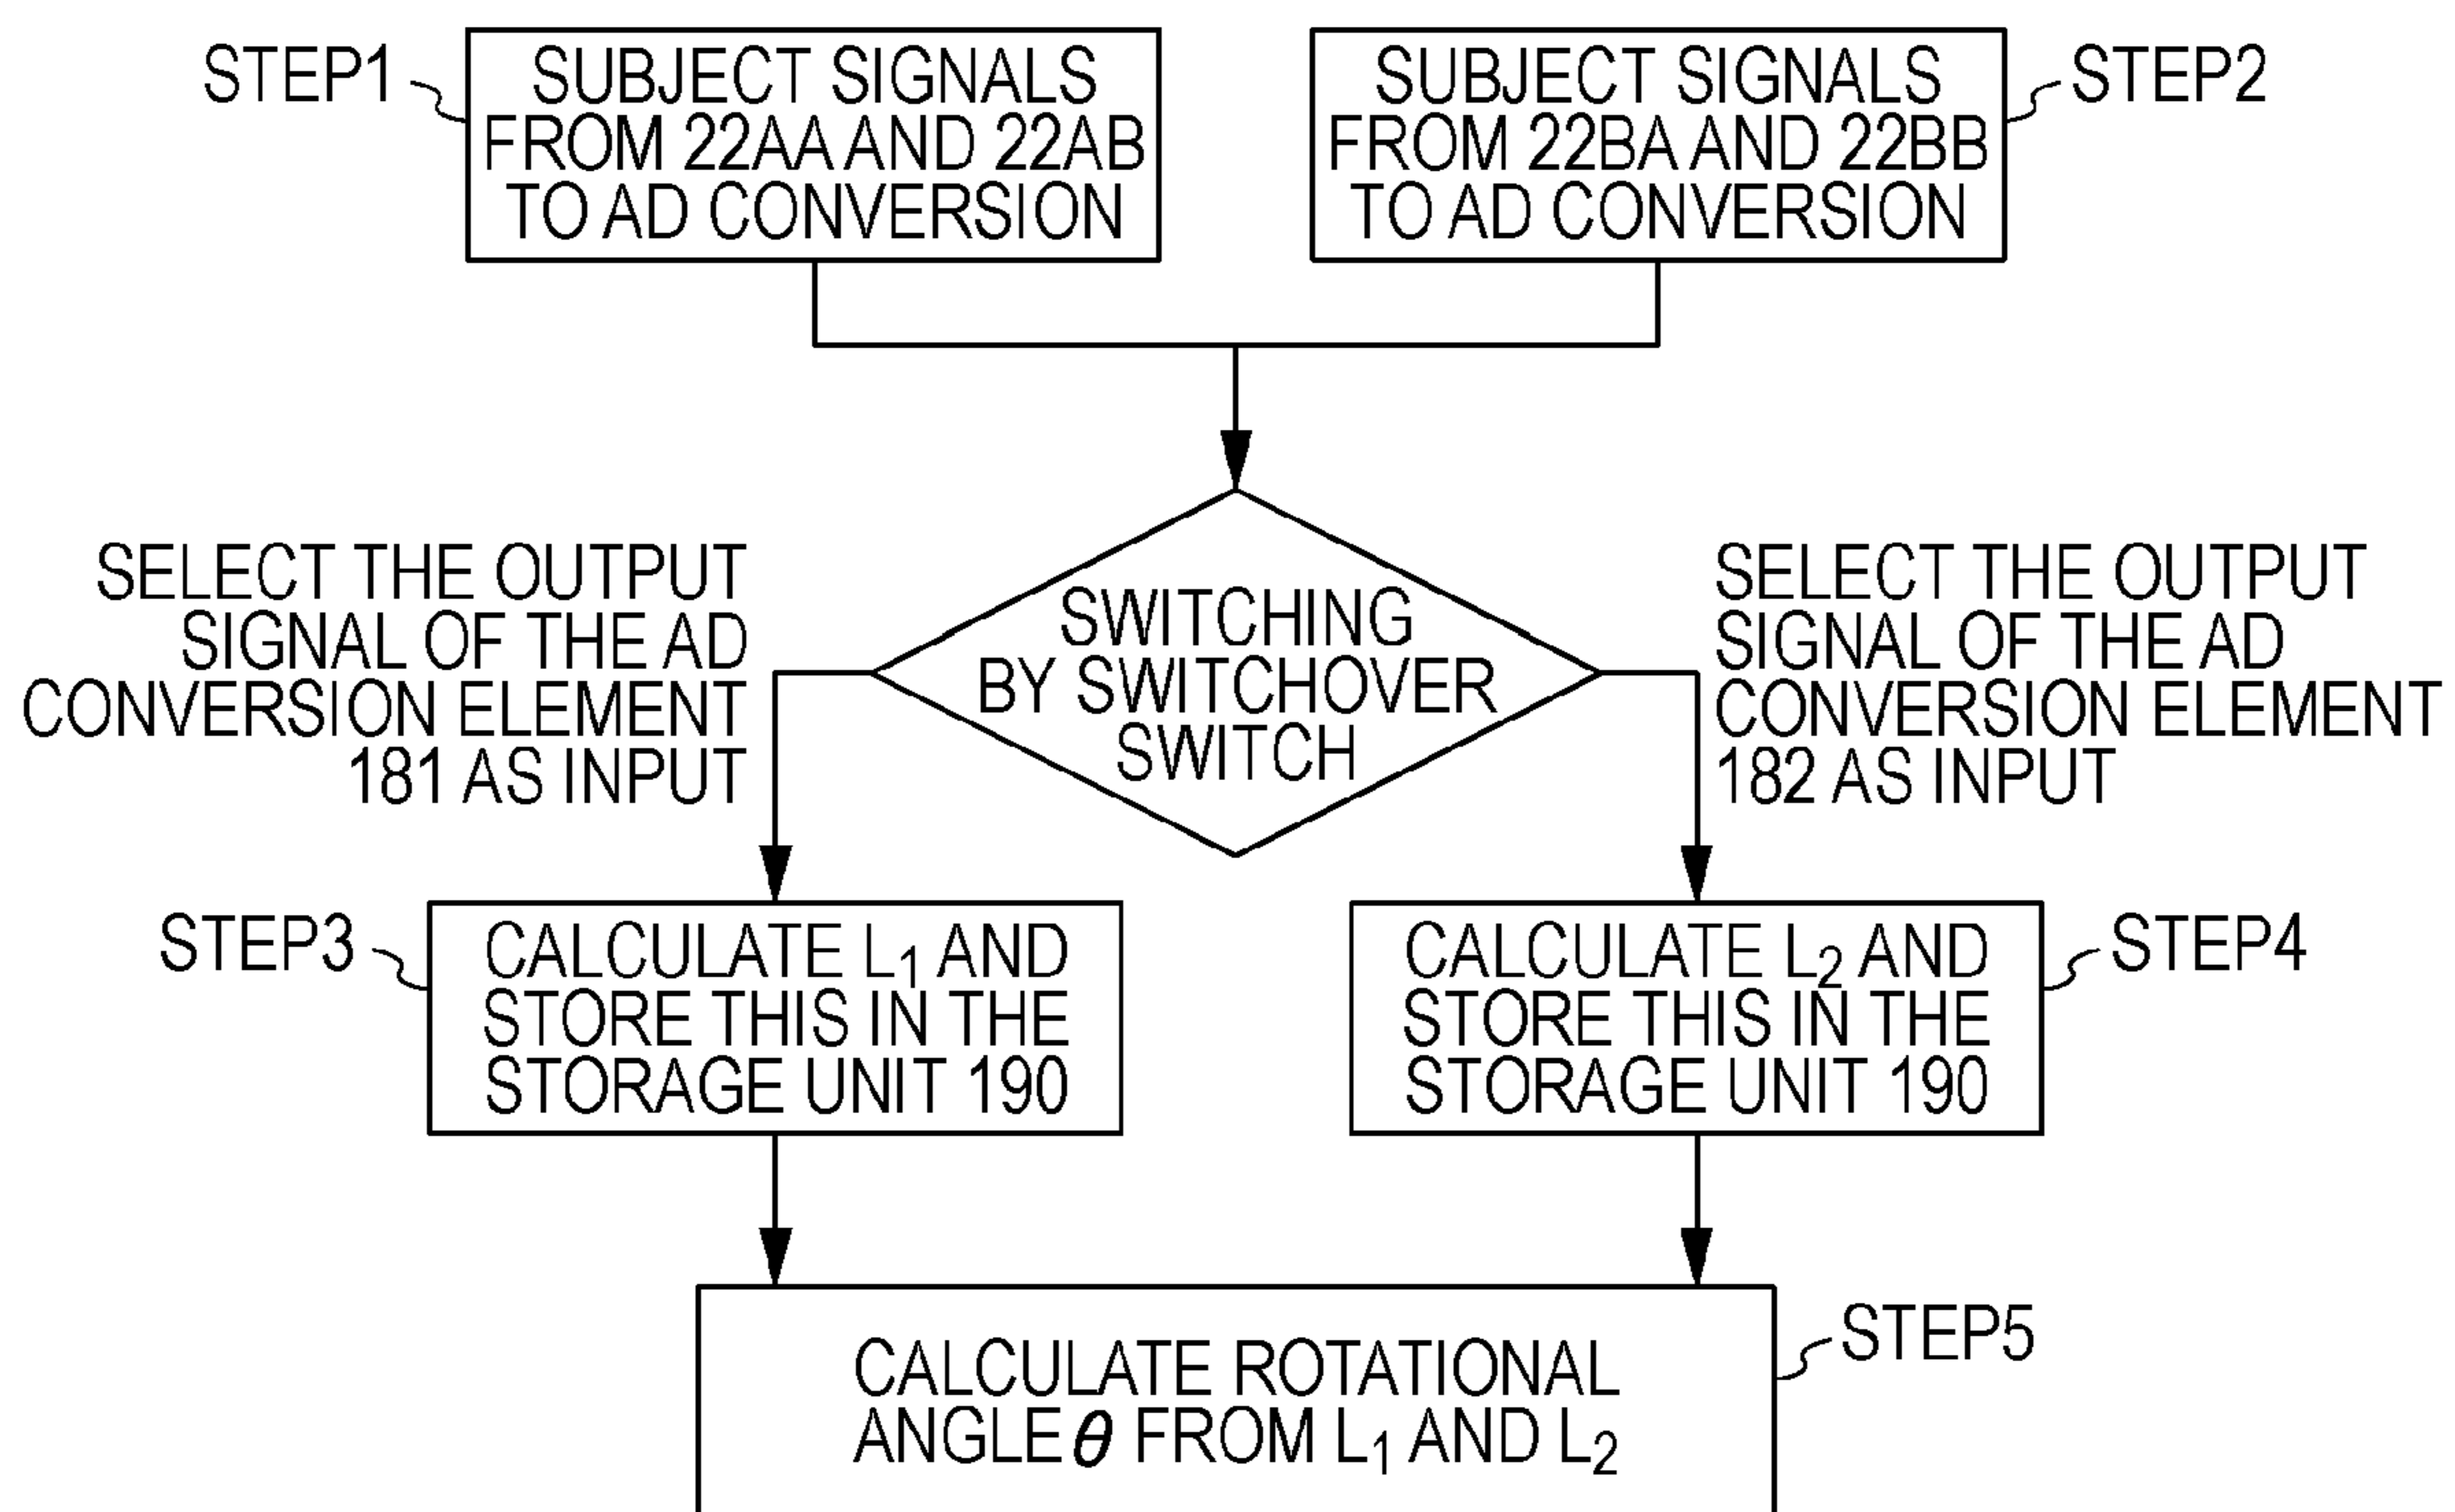 STEP1
SUBJECT SIGNALS
FROM 22AA AND 22AB
TO AD CONVERSION
SUBJECT SIGNALS
FROM 22BA AND 22BB
TO AD CONVERSION
STEP2
SELECT THE OUTPUT
SIGNAL OF THE AD
CONVERSION ELEMENT
181 AS INPUT
SWITCHING
BY SWITCHOVER
SWITCH
SELECT THE OUTPUT
SIGNAL OF THE AD
CONVERSION ELEMENT
182 AS INPUT
STEP3
CALCULATE L1 AND
STORE THIS IN THE
STORAGE UNIT 190
CALCULATE L2 AND
STORE THIS IN THE
STORAGE UNIT 190
STEP4
CALCULATE ROTATIONAL
ANGLE θ FROM L1 AND L2
STEP5